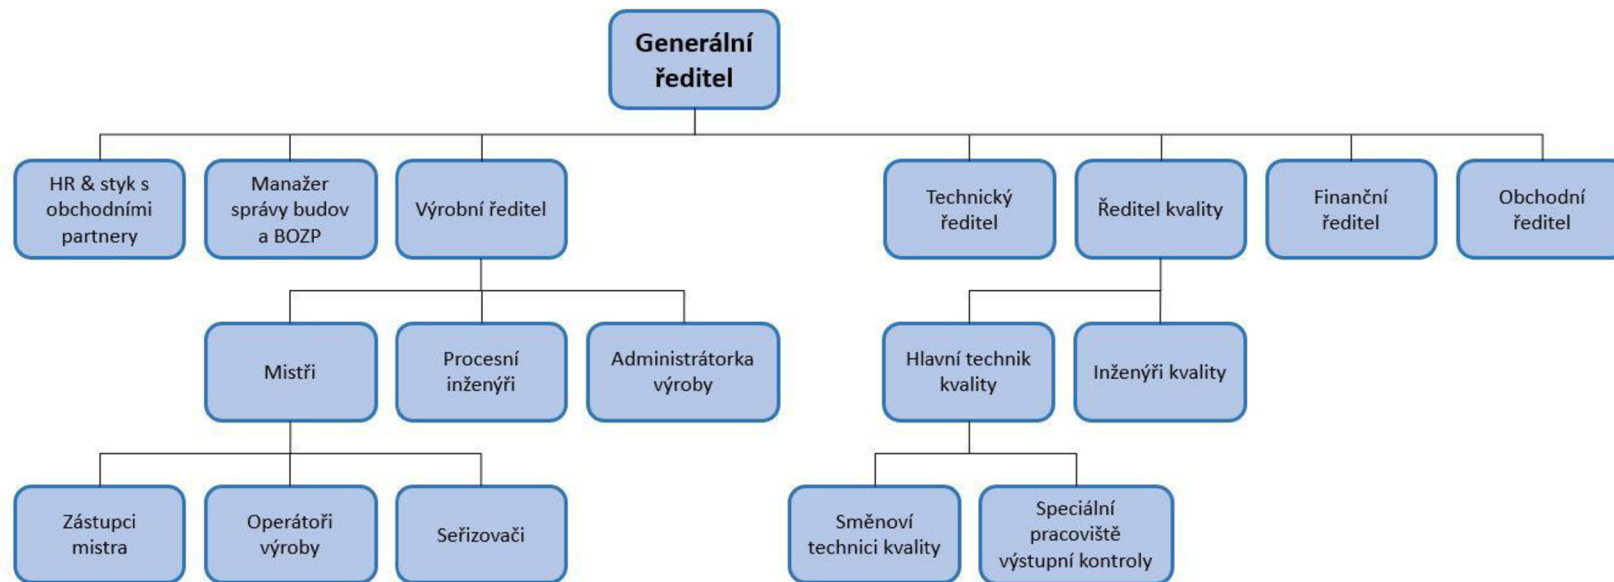 Generální
ředitel
HR & styk s
obchodními
partnery
Manažer
správy budov
a BOZP
Výrobní ředitel
Technický
ředitel
Ředitel kvality
Finanční
ředitel
Obchodní
ředitel
Mistři
Procesní
inženýři
Administrátorka
výroby
Hlavní technik
kvality
Inženýři kvality
Zástupci
mistra
Operátoři
výroby
Seřizovači
Směnoví
technici kvality
Speciální
pracoviště
výstupní kontroly